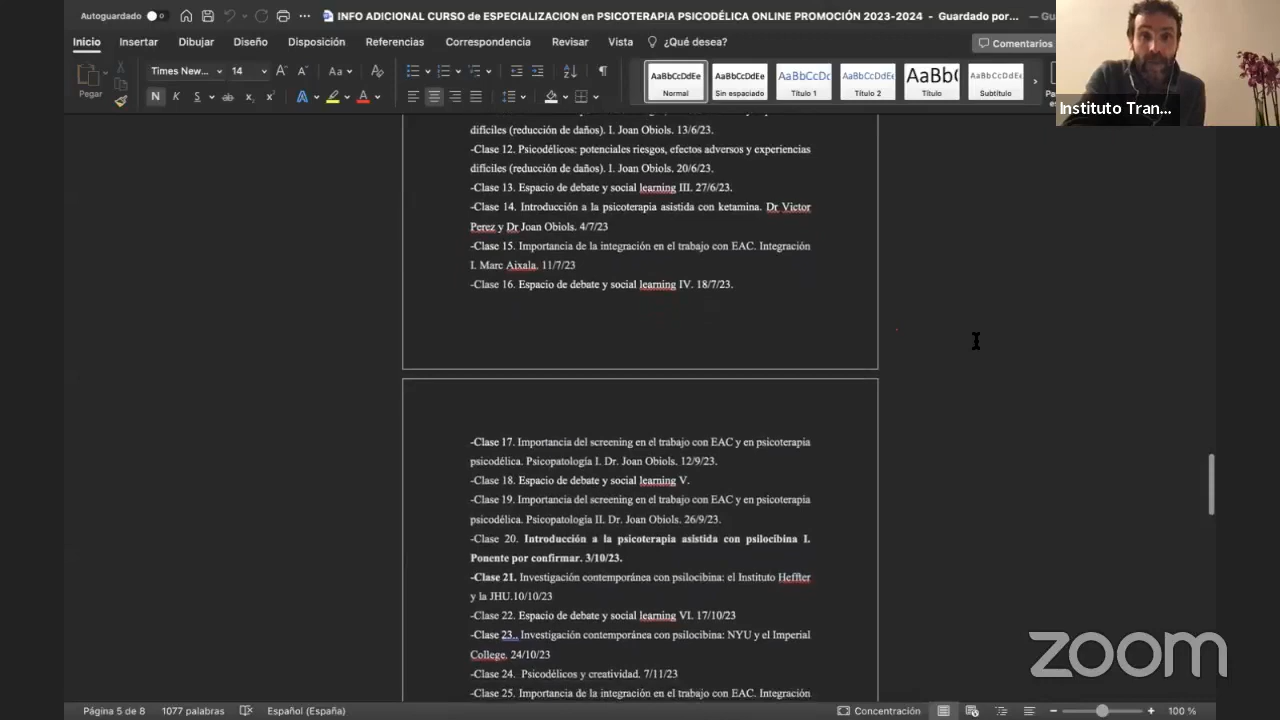 Autoguardado
INFO ADICIONAL CURSO de ESPECIALIZACION en PSICOTERAPIA PSICODÉLICA ONLINE PROMOCIÓN 2023-2024 - Guardado por...
Inicio Insertar Dibujar Diseño Disposición Referencias Correspondencia Revisar Vista ¿Qué desea? Comentarios
Pegar
Times New... 14
N K S ab x x
AaBbCcDdEe AaBbCcDdEe AaBbCcDc AaBbCcDdEe AaBb( AaBbCcDdEe
Normal Sin espaciado Título 1 Título 2 Título Subtítulo
Instituto Tran...
difíciles (reducción de daños). I. Joan Obiols. 13/6/23.
-Clase 12. Psicodélicos: potenciales riesgos, efectos adversos y experiencias
difíciles (reducción de daños). I. Joan Obiols. 20/6/23.
-Clase 13. Espacio de debate y social learning III. 27/6/23.
-Clase 14. Introducción a la psicoterapia asistida con ketamina. Dr Victor
Perez y Dr Joan Obiols. 4/7/23
-Clase 15. Importancia de la integración en el trabajo con EAC. Integración
I. Marc Aixala. 11/7/23
-Clase 16. Espacio de debate y social learning IV. 18/7/23.
-Clase 17. Importancia del screening en el trabajo con EAC y en psicoterapia
psicodélica. Psicopatología I. Dr. Joan Obiols. 12/9/23.
-Clase 18. Espacio de debate y social learning V.
-Clase 19. Importancia del screening en el trabajo con EAC y en psicoterapia
psicodélica. Psicopatología II. Dr. Joan Obiols. 26/9/23.
-Clase 20. Introducción a la psicoterapia asistida con psilocibina I.
Ponente por confirmar. 3/10/23.
-Clase 21. Investigación contemporánea con psilocibina: el Instituto Heffter
y la JHU.10/10/23
-Clase 22. Espacio de debate y social learning VI. 17/10/23
-Clase 23.. Investigación contemporánea con psilocibina: NYU y el Imperial
College. 24/10/23
-Clase 24. Psicodélicos y creatividad. 7/11/23
-Clase 25. Importancia de la integración en el trabajo con EAC. Integración
zoom
Página 5 de 8 1077 palabras Español (España) Concentración 100 %